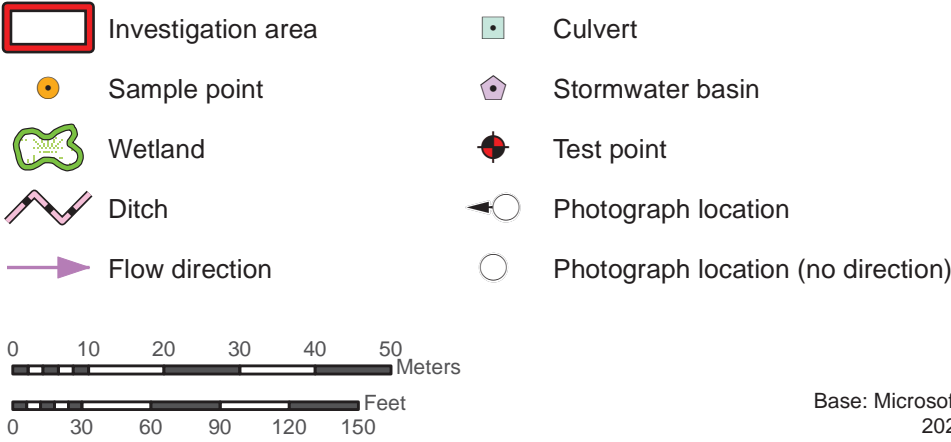 Investigation area
Culvert
Sample point
Stormwater basin
Wetland
Test point
Ditch
Photograph location
Flow direction
Photograph location (no direction)
0 10 20 30 40 50
Meters
Feet
0 30 60 90 120 150
Base: Microsof
202